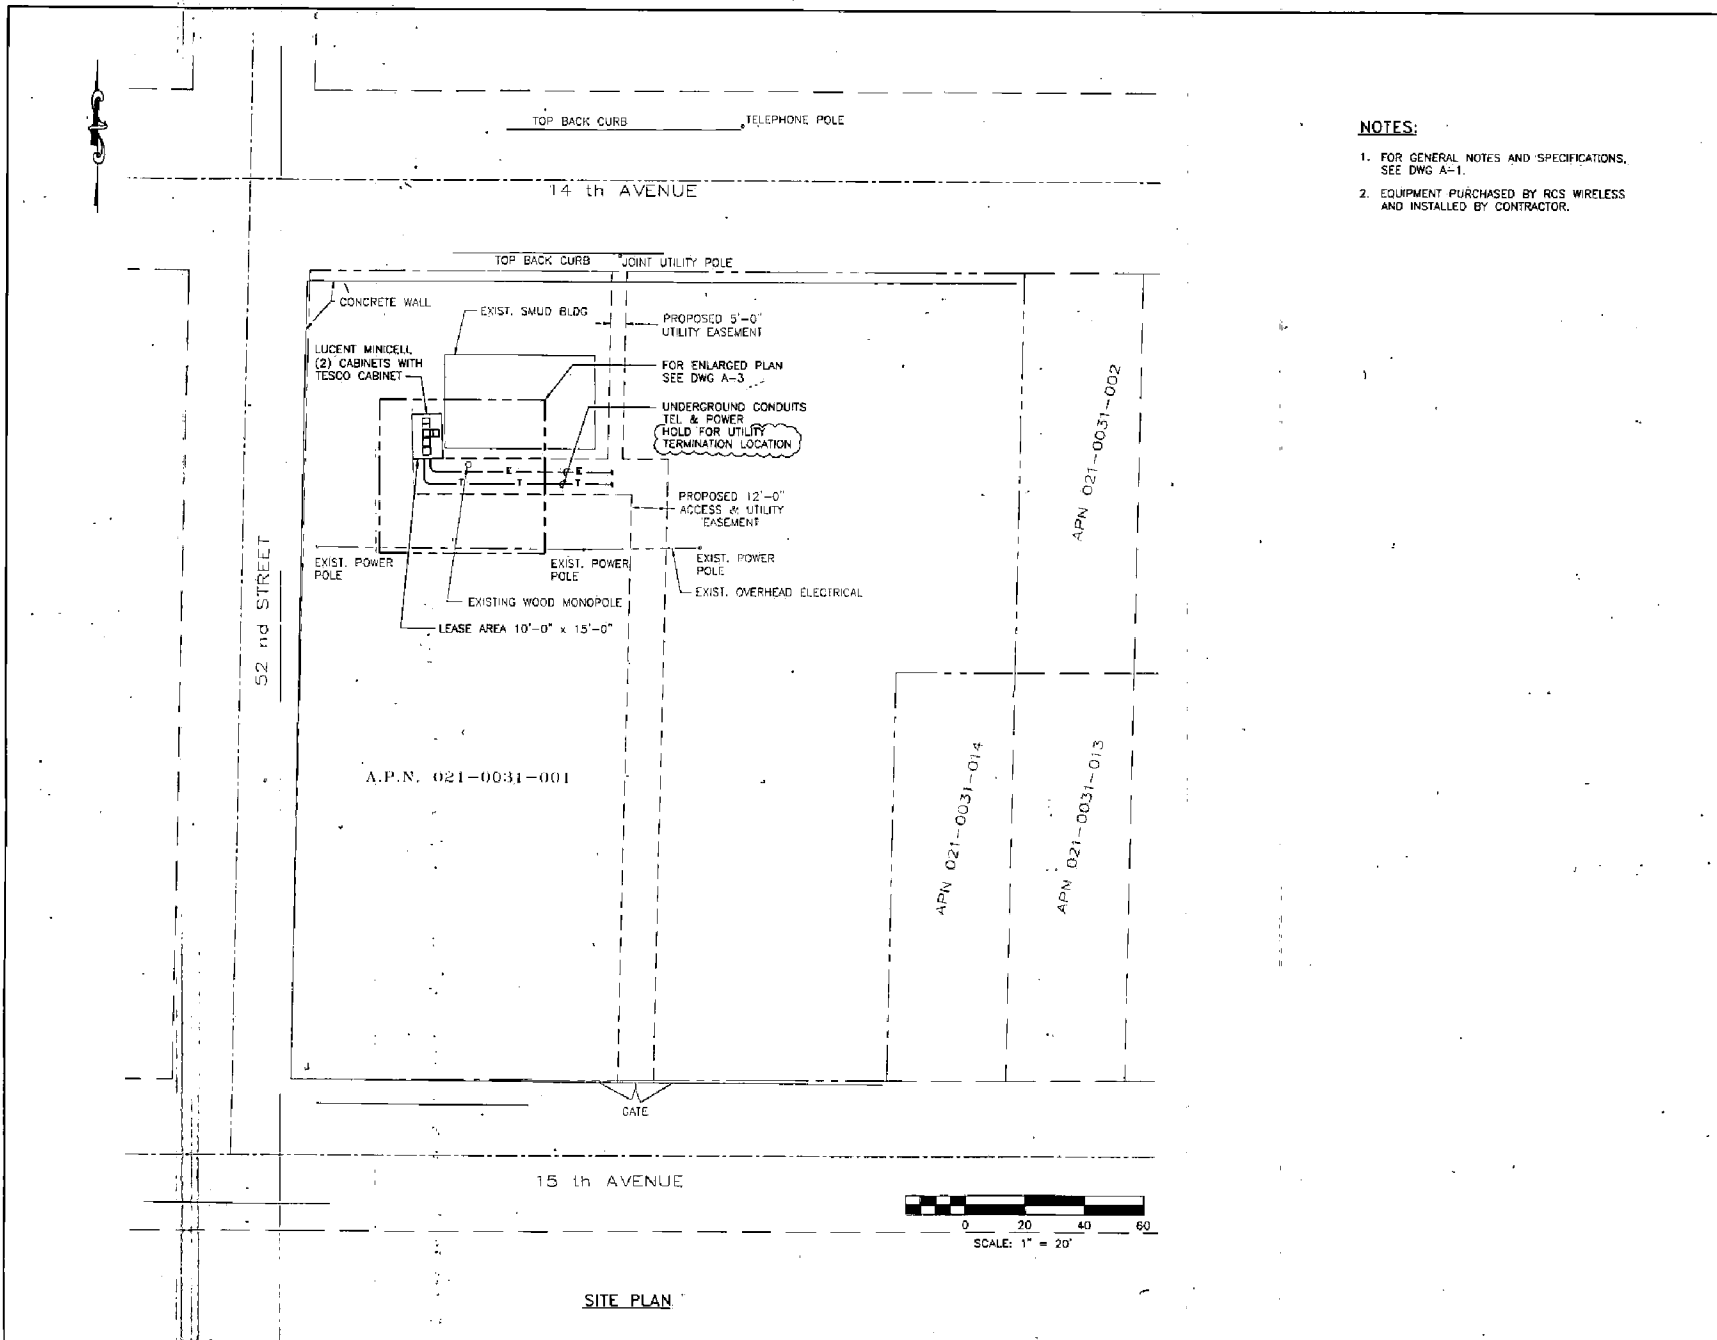 TOP BACK CURB
TELEPHONE POLE
NOTES:
1. FOR GENERAL NOTES AND SPECIFICATIONS,
SEE DWG A-1.
2. EQUIPMENT PURCHASED BY RCS WIRELESS
AND INSTALLED BY CONTRACTOR.
14 th AVENUE
TOP BACK CURB
JOINT UTILITY POLE
CONCRETE WALL
EXIST. SMUD BLDG
PROPOSED 5'-0"
UTILITY EASEMENT
LUCENT MINICELL
(2) CABINETS WITH
TESCO CABINET
FOR ENLARGED PLAN
SEE DWG A-3
UNDERGROUND CONDUITS
TEL & POWER
HOLD FOR UTILITY
TERMINATION LOCATION
E E
T T T
PROPOSED 12'-0"
ACCESS & UTILITY
EASEMENT
EXIST. POWER
POLE
EXIST. POWER
POLE
EXIST. POWER
POLE
EXIST. OVERHEAD ELECTRICAL
EXISTING WOOD MONOPOLE
LEASE AREA 10'-0" x 15'-0"
52 nd STREET
APN 021-0031-002
A.P.N. 021-0031-001
APN 021-0031-014
APN 021-0031-013
GATE
15 th AVENUE
0 20 40 60
SCALE: 1" = 20'
SITE PLAN